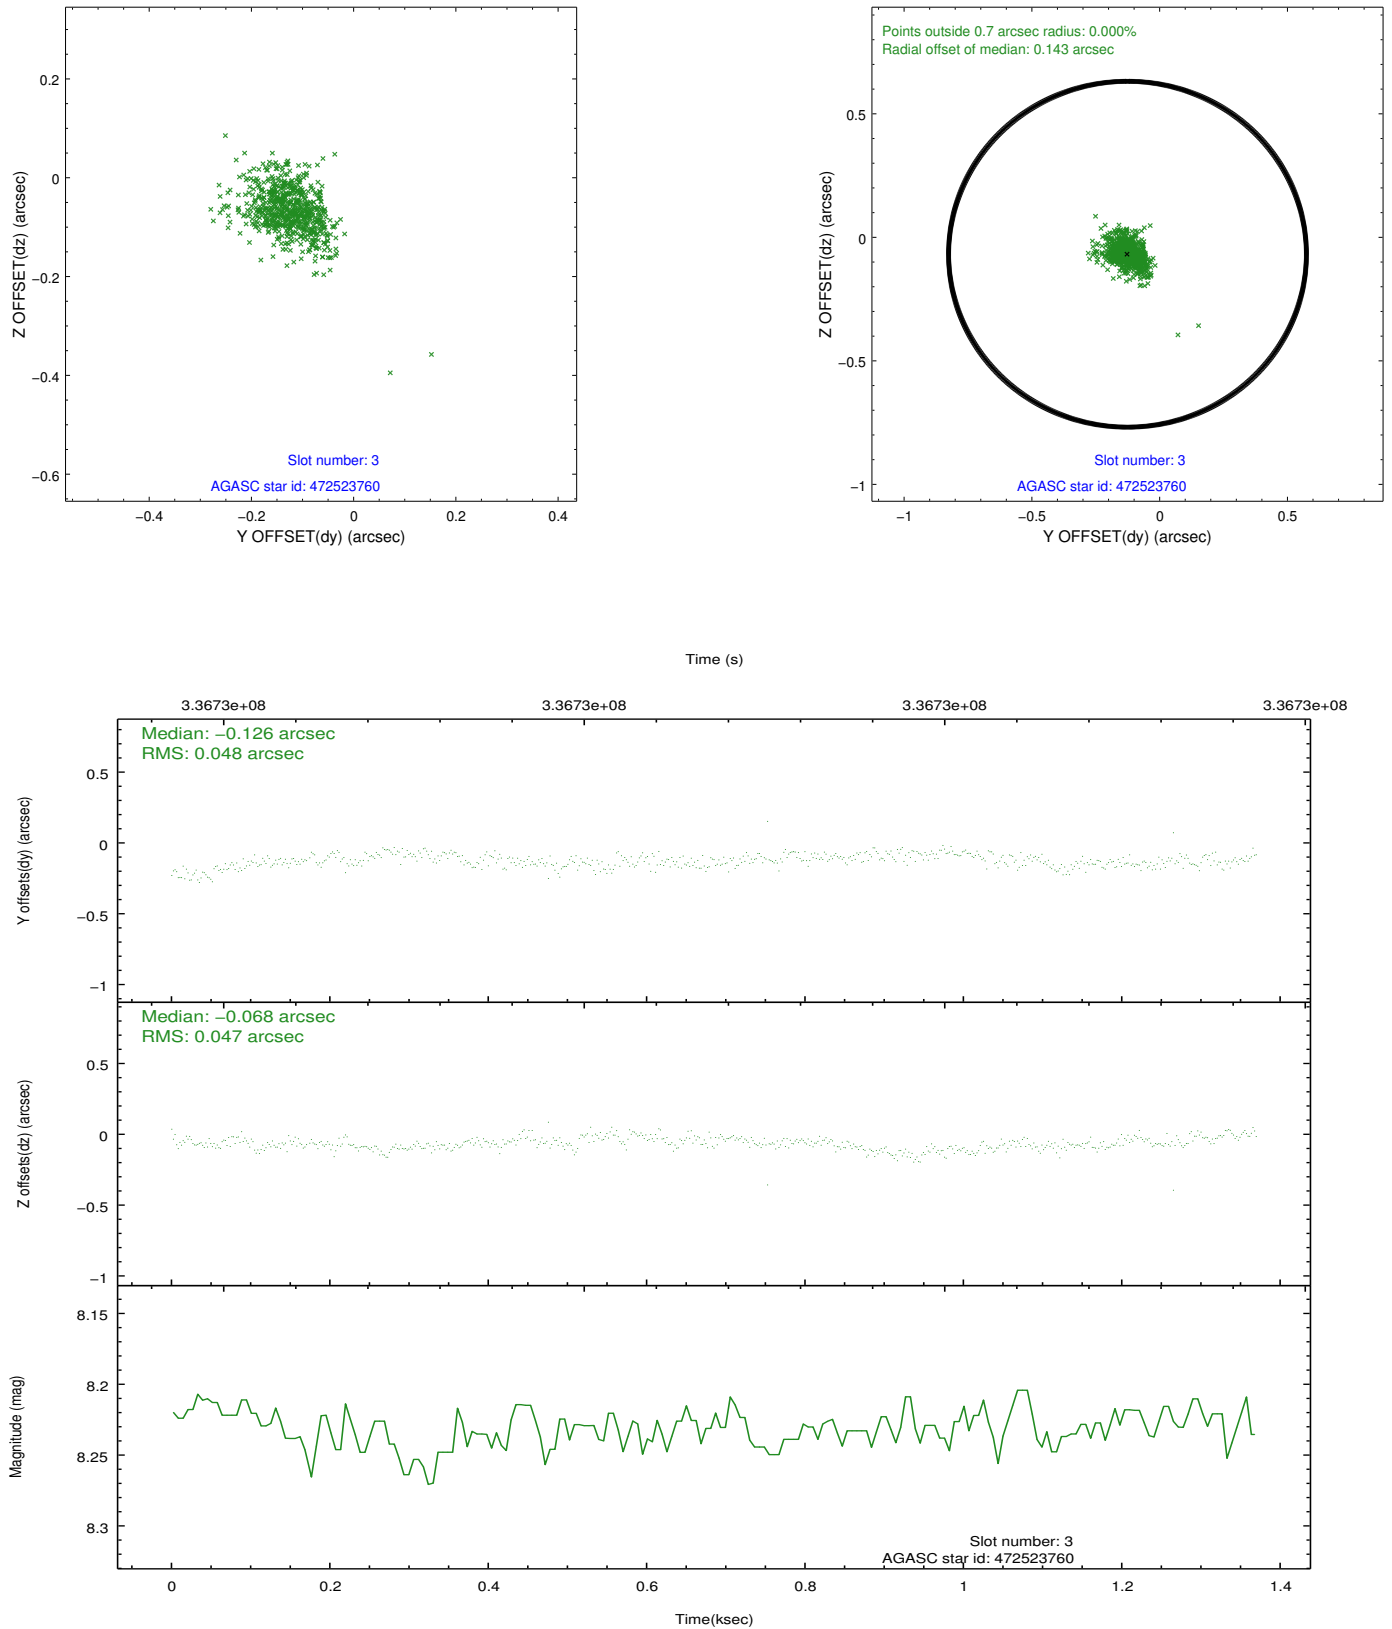 0.2
0
−0.2
−0.4
−0.6
Z OFFSET(dz) (arcsec)
Slot number: 3
AGASC star id: 472523760
−0.4
−0.2
0
0.2
0.4
Y OFFSET(dy) (arcsec)
Points outside 0.7 arcsec radius: 0.000%
Radial offset of median: 0.143 arcsec
0.5
0
−0.5
−1
Z OFFSET(dz) (arcsec)
Slot number: 3
AGASC star id: 472523760
−1
−0.5
0
0.5
Y OFFSET(dy) (arcsec)
Time (s)
3.3673e+08
3.3673e+08
3.3673e+08
3.3673e+08
Median: −0.126 arcsec
RMS: 0.048 arcsec
0.5
0
−0.5
−1
Y offsets(dy) (arcsec)
Median: −0.068 arcsec
RMS: 0.047 arcsec
0.5
0
−0.5
−1
Z offsets(dz) (arcsec)
8.15
8.2
8.25
8.3
Magnitude (mag)
Slot number: 3
AGASC star id: 472523760
0
0.2
0.4
0.6
0.8
1
1.2
1.4
Time(ksec)